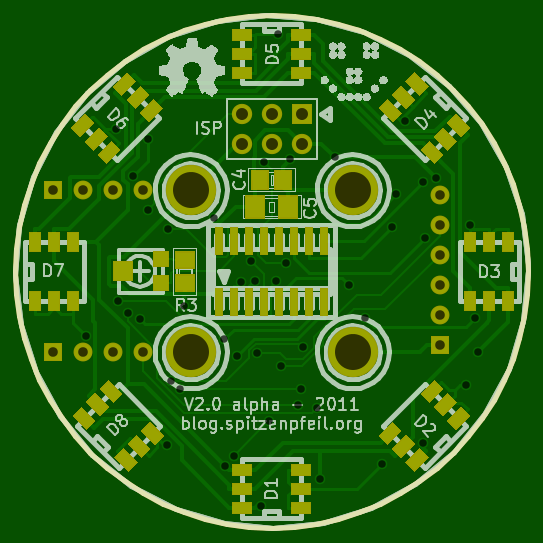 D5
D6
D4
ISP
C4
C5
D7
D3
R3
V2.0 alpha - 2011
blog.spitzenpfeil.org
D8
D2
D1